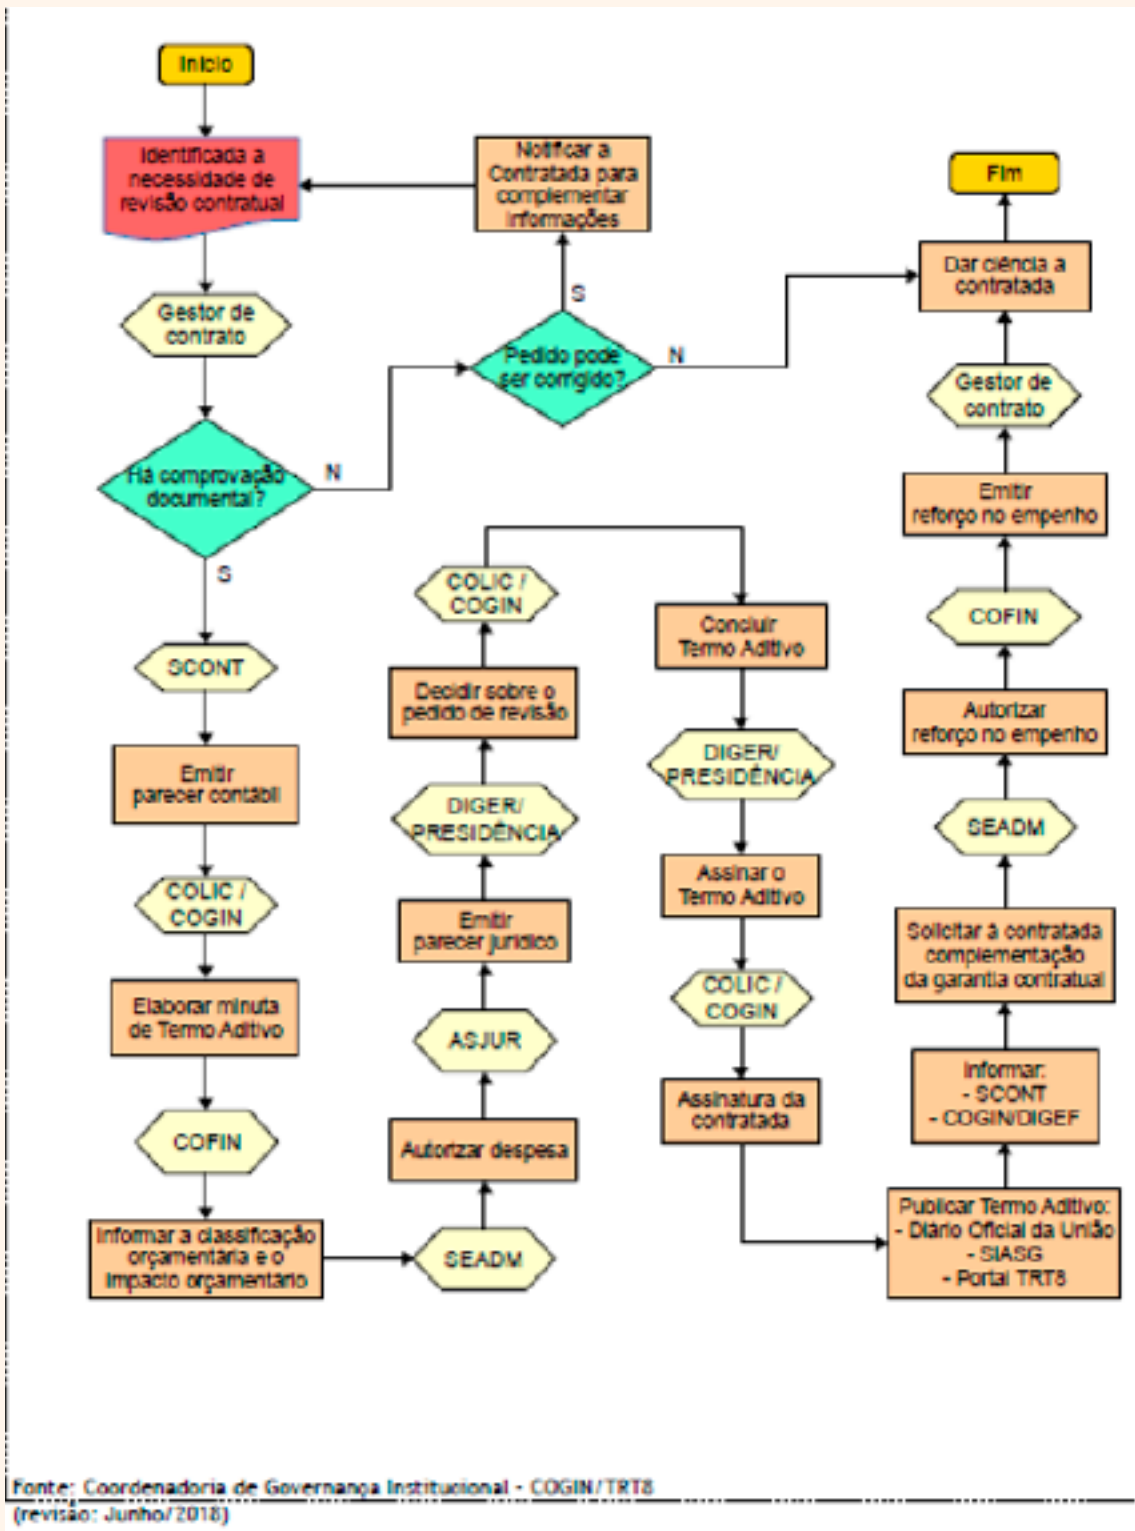 Início
Identificada a
necessidade de
revisão contratual
Notificar a
Contratada para
complementar
informações
Fim
Dar ciência a
contratada
Gestor de
contrato
S
Pedido pode
ser corrigido?
N
Gestor de
contrato
Há comprovação
documental?
N
S
Emitir
reforço no empenho
COLIC /
COGIN
Concluir
Termo Aditivo
COFIN
SCONT
Decidir sobre o
pedido de revisão
Autorizar
reforço no empenho
Emitir
parecer contábil
DIGER/
PRESIDÊNCIA
DIGER/
PRESIDÊNCIA
SEADM
COLIC /
COGIN
Emitir
parecer jurídico
Assinar o
Termo Aditivo
Solicitar à contratada
complementação
da garantia contratual
Elaborar minuta
de Termo Aditivo
ASJUR
COLIC /
COGIN
Informar:
- SCONT
- COGIN/DIGEF
COFIN
Autorizar despesa
Assinatura da
contratada
Publicar Termo Aditivo:
- Diário Oficial da União
- SIASG
- Portal TRT8
Informar a classificação
orçamentária e o
impacto orçamentário
SEADM
Fonte: Coordenadoria de Governança Institucional - COGIN/TRT8
(revisão: Junho/2018)